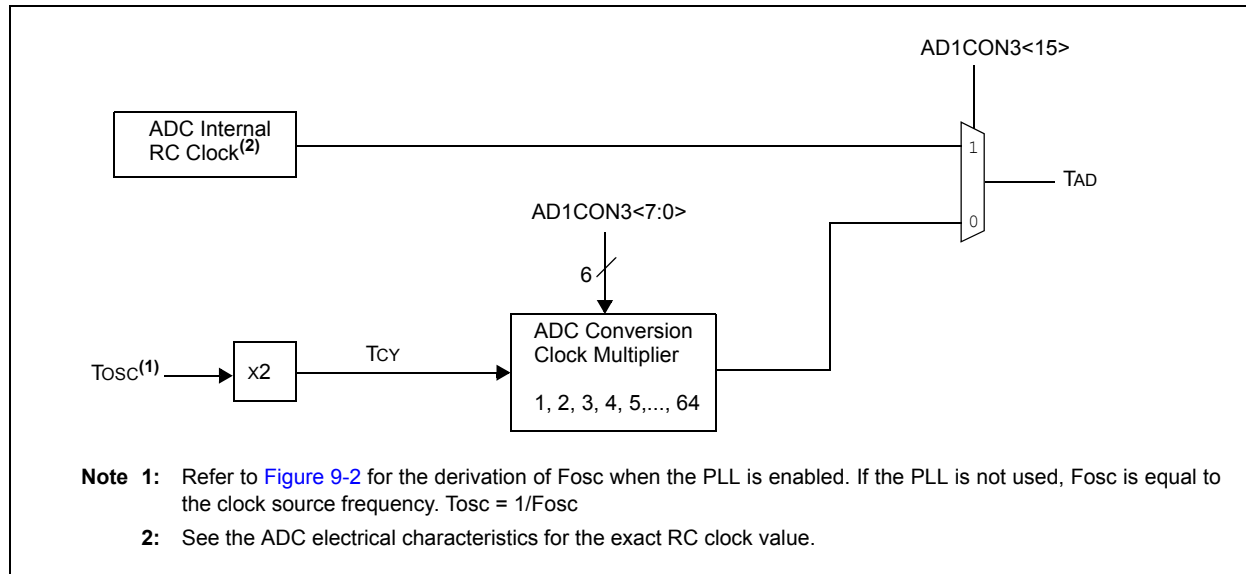 AD1CON3<15>
ADC Internal
RC Clock(2)
1
TAD
AD1CON3<7:0>
0
6
ADC Conversion
Clock Multiplier
TOSC(1)
X2
TCY
1, 2, 3, 4, 5,..., 64
Note 1: Refer to Figure 9-2 for the derivation of Fosc when the PLL is enabled. If the PLL is not used, Fosc is equal to
the clock source frequency. Tosc = 1/Fosc
2: See the ADC electrical characteristics for the exact RC clock value.